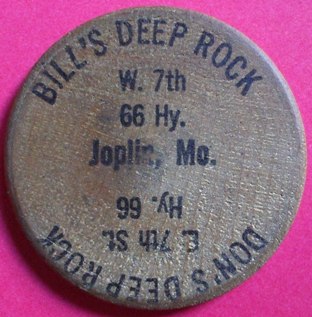 BILL'S DEEP ROCK
W. 7th
66 Hy.
Joplin, Mo.
DON'S DEEP ROCK
E. 7th St.
Hy. 66